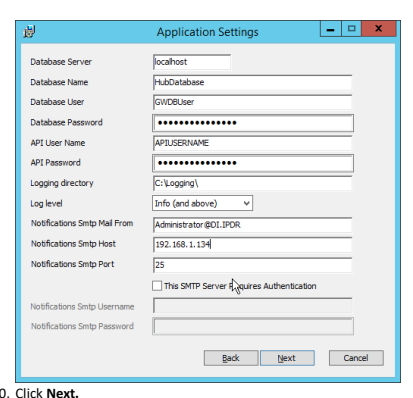 Application Settings
Database Server localhost
Database Name HubDatabase
Database User GWDBUser
Database Password ●●●●●●●●●●●●●●●
API User Name APIUSERNAME
API Password ●●●●●●●●●●●●●●●
Logging directory C:\Logging\
Log level Info (and above)
Notifications Smtp Mail From Administrator@DI.IPDR
Notifications Smtp Host 192.168.1.134
Notifications Smtp Port 25
This SMTP Server Requires Authentication
Notifications Smtp Username
Notifications Smtp Password
Back Next Cancel
0. Click Next.